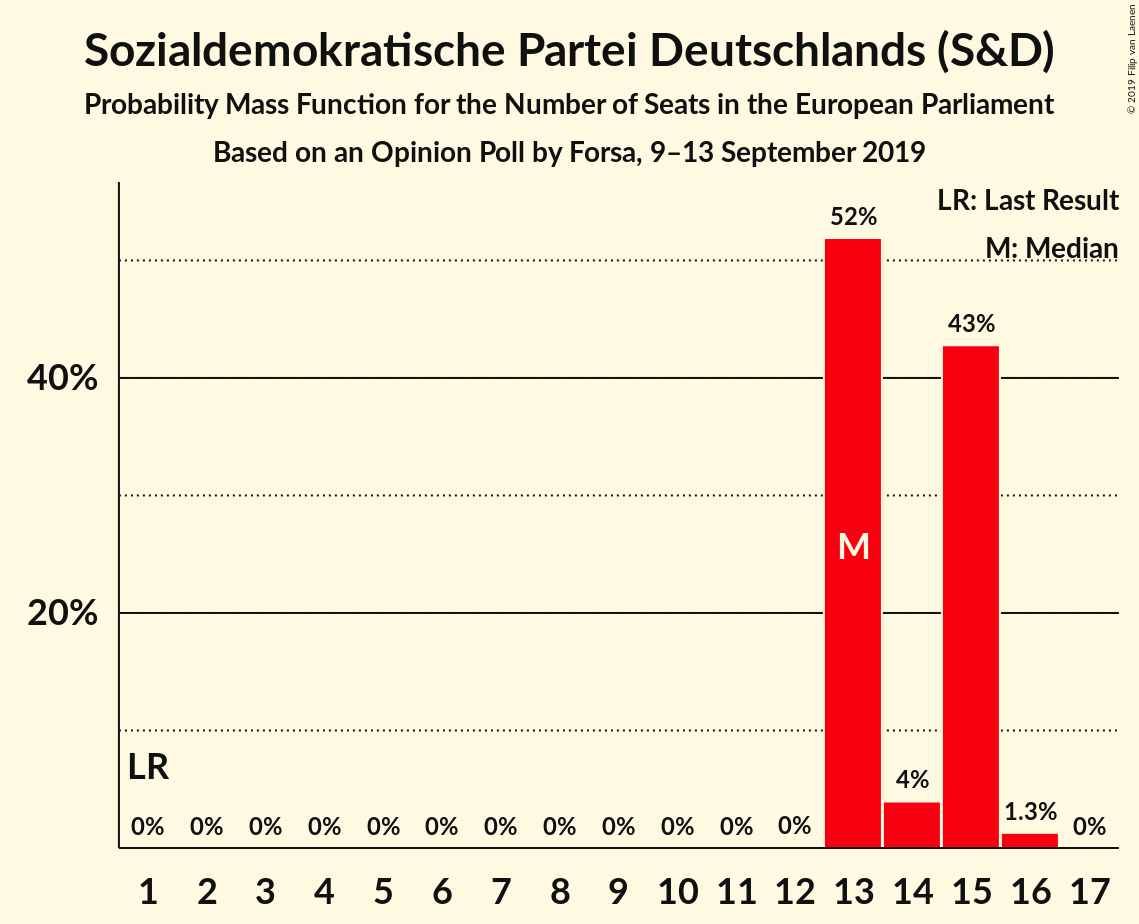 Sozialdemokratische Partei Deutschlands (S&D)
Probability Mass Function for the Number of Seats in the European Parliament
Based on an Opinion Poll by Forsa, 9–13 September 2019
© 2019 Filip van Laenen
LR: Last Result
M: Median
52%
43%
40%
M
20%
LR
4%
1.3%
0% 0% 0% 0% 0% 0% 0% 0% 0% 0% 0% 0% 0%
1 2 3 4 5 6 7 8 9 10 11 12 13 14 15 16 17